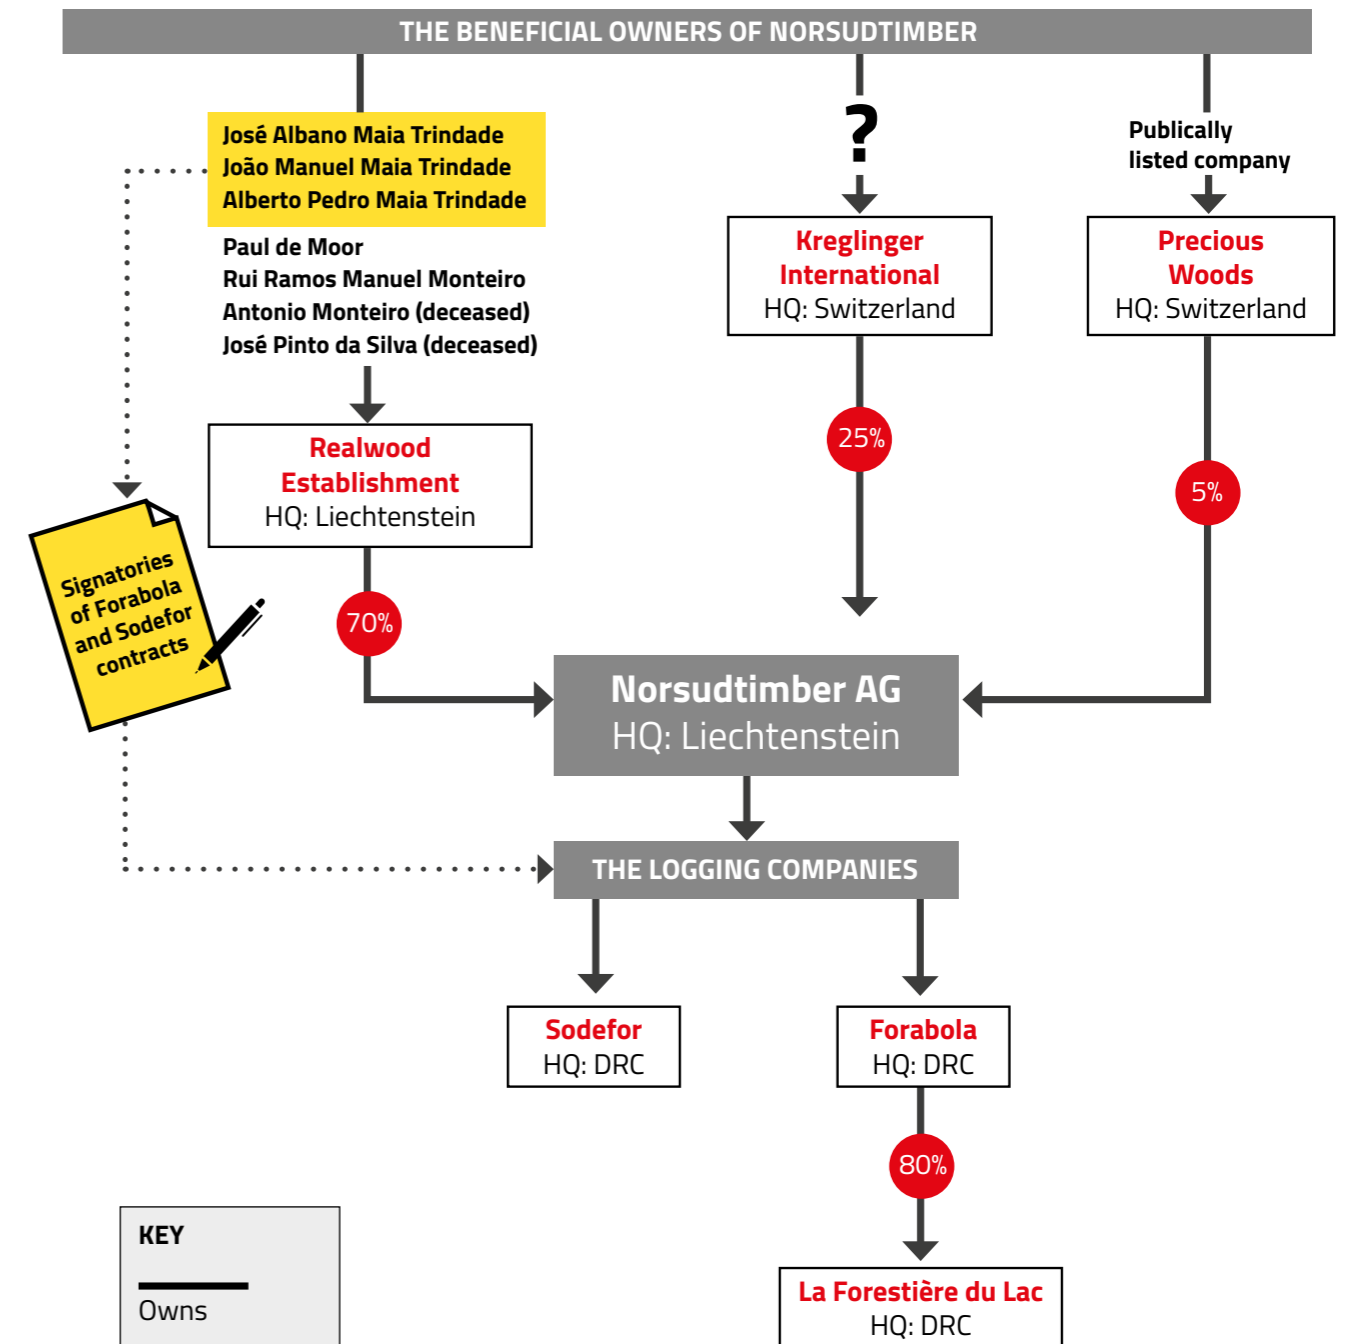 THE BENEFICIAL OWNERS OF NORSUDTIMBER
José Albano Maia Trindade
João Manuel Maia Trindade
Alberto Pedro Maia Trindade
Paul de Moor
Rui Ramos Manuel Monteiro
Antonio Monteiro (deceased)
José Pinto da Silva (deceased)
?
Publically
listed company
Kreglinger
International
HQ: Switzerland
Precious
Woods
HQ: Switzerland
Realwood
Establishment
HQ: Liechtenstein
25%
5%
Signatories
of Forabola
and Sodefor
contracts
70%
Norsudtimber AG
HQ: Liechtenstein
THE LOGGING COMPANIES
Sodefor
HQ: DRC
Forabola
HQ: DRC
80%
La Forestière du Lac
HQ: DRC
KEY
Owns